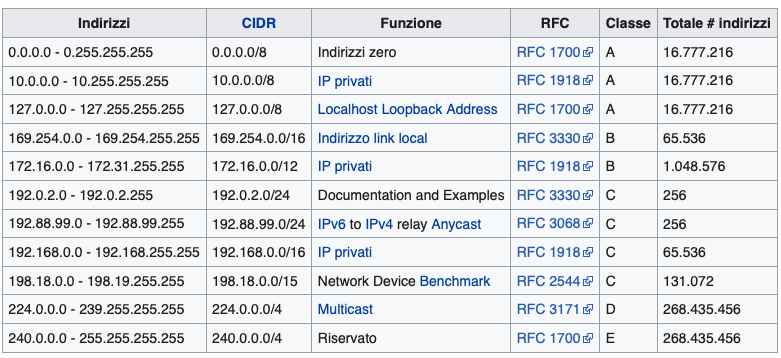 Indirizzi CIDR Funzione RFC Classe Totale # indirizzi
0.0.0.0 - 0.255.255.255 0.0.0.0/8 Indirizzi zero RFC 1700 A 16.777.216
10.0.0.0 - 10.255.255.255 10.0.0.0/8 IP privati RFC 1918 A 16.777.216
127.0.0.0 - 127.255.255.255 127.0.0.0/8 Localhost Loopback Address RFC 1700 A 16.777.216
169.254.0.0 - 169.254.255.255 169.254.0.0/16 Indirizzo link local RFC 3330 B 65.536
172.16.0.0 - 172.31.255.255 172.16.0.0/12 IP privati RFC 1918 B 1.048.576
192.0.2.0 - 192.0.2.255 192.0.2.0/24 Documentation and Examples RFC 3330 C 256
192.88.99.0 - 192.88.99.255 192.88.99.0/24 IPv6 to IPv4 relay Anycast RFC 3068 C 256
192.168.0.0 - 192.168.255.255 192.168.0.0/16 IP privati RFC 1918 C 65.536
198.18.0.0 - 198.19.255.255 198.18.0.0/15 Network Device Benchmark RFC 2544 C 131.072
224.0.0.0 - 239.255.255.255 224.0.0.0/4 Multicast RFC 3171 D 268.435.456
240.0.0.0 - 255.255.255.255 240.0.0.0/4 Riservato RFC 1700 E 268.435.456